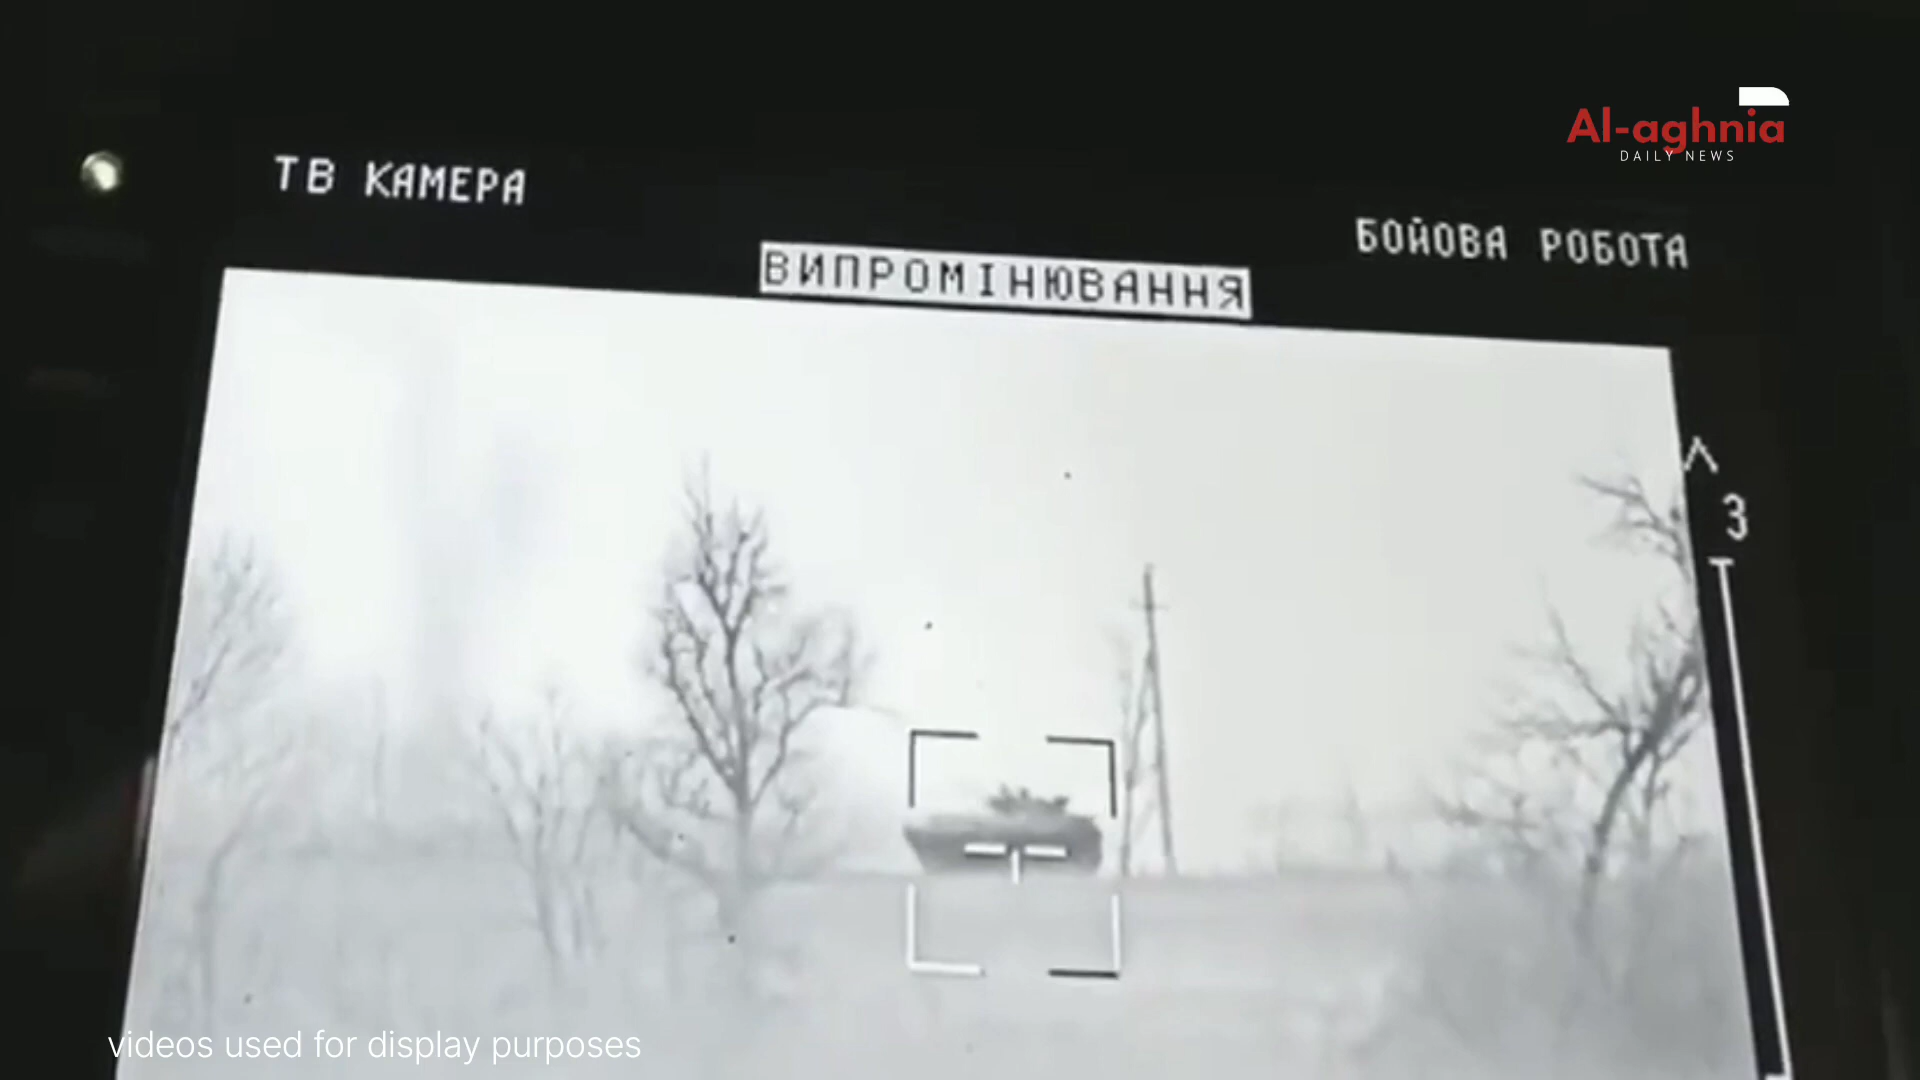 Al-aghnia
DAILY NEWS
ТВ КАМЕРА
БОЙОВА РОБОТА
ВИПРОМІНЮВАННЯ
3
videos used for display purposes